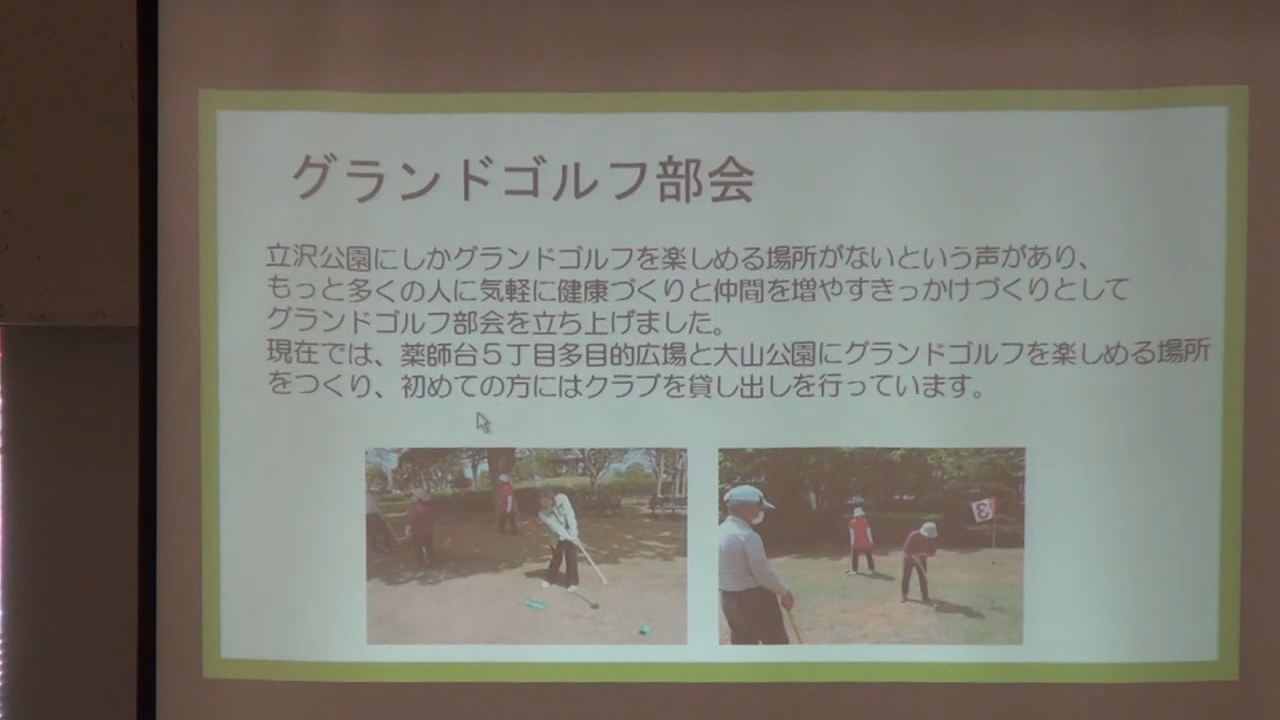 グランドゴルフ部会
立沢公園にしかグランドゴルフを楽しめる場所がないという声があり、
もっと多くの人に気軽に健康づくりと仲間を増やすきっかけづくりとして
グランドゴルフ部会を立ち上げました。
現在では、薬師台５丁目多目的広場と大山公園にグランドゴルフを楽しめる場所
をつくり、初めての方にはクラブを貸し出しを行っています。
3